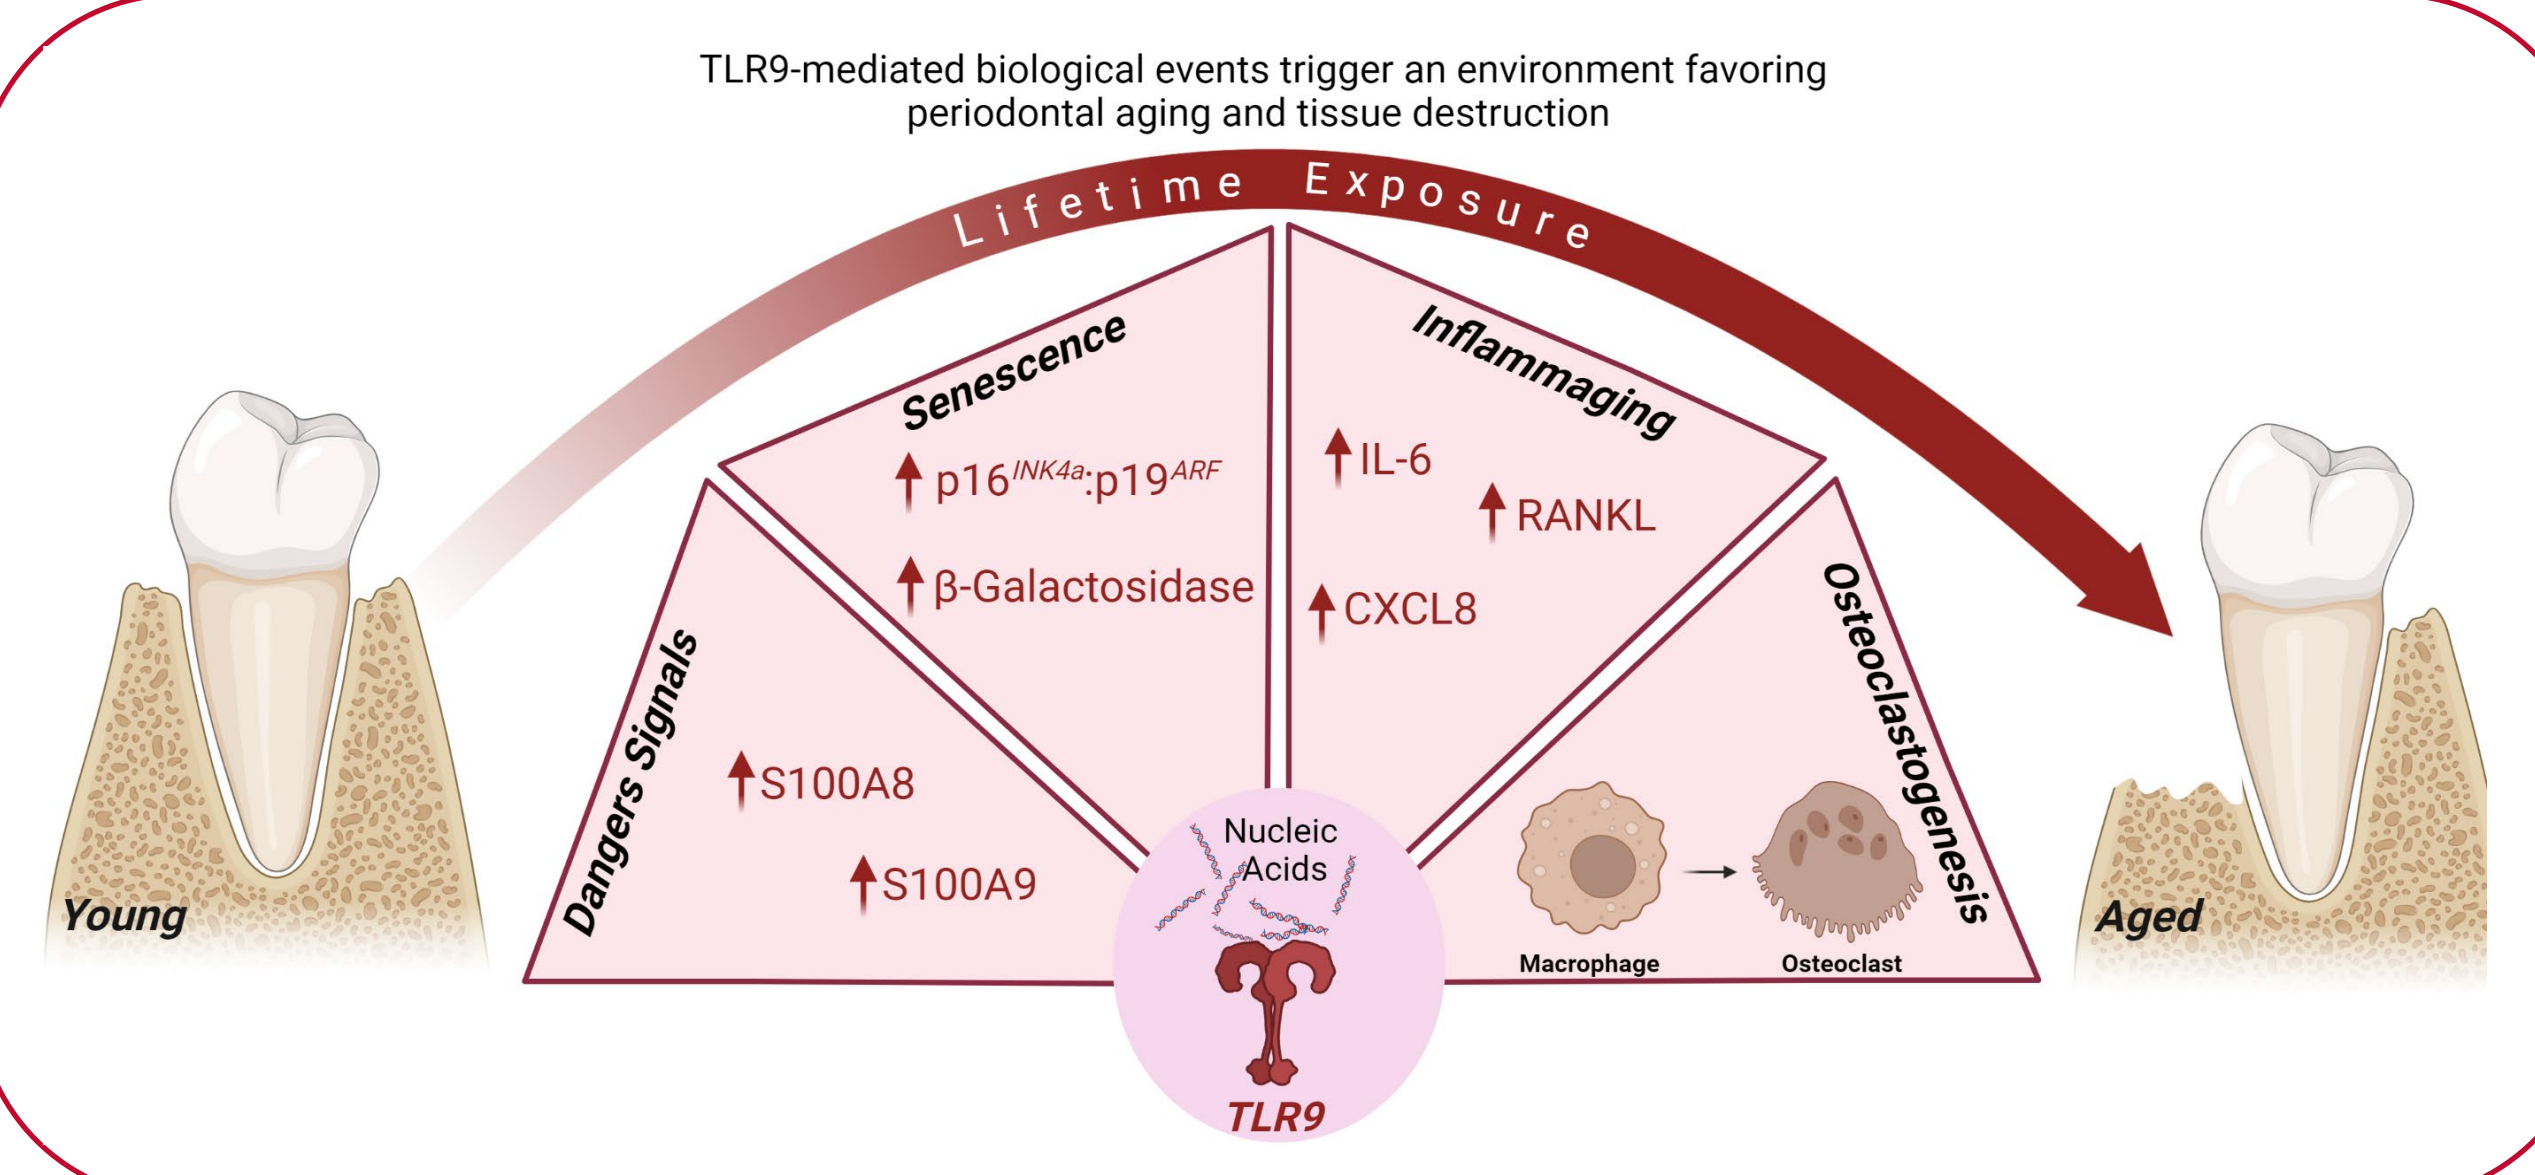 TLR9-mediated biological events trigger an environment favoring
periodontal aging and tissue destruction
Lifetime Exposure
Senescence
p16INK4a:p19ARF
β-Galactosidase
Inflammaging
IL-6
RANKL
CXCL8
Dangers Signals
S100A8
S100A9
Osteoclastogenesis
Macrophage
Osteoclast
Nucleic
Acids
TLR9
Young
Aged